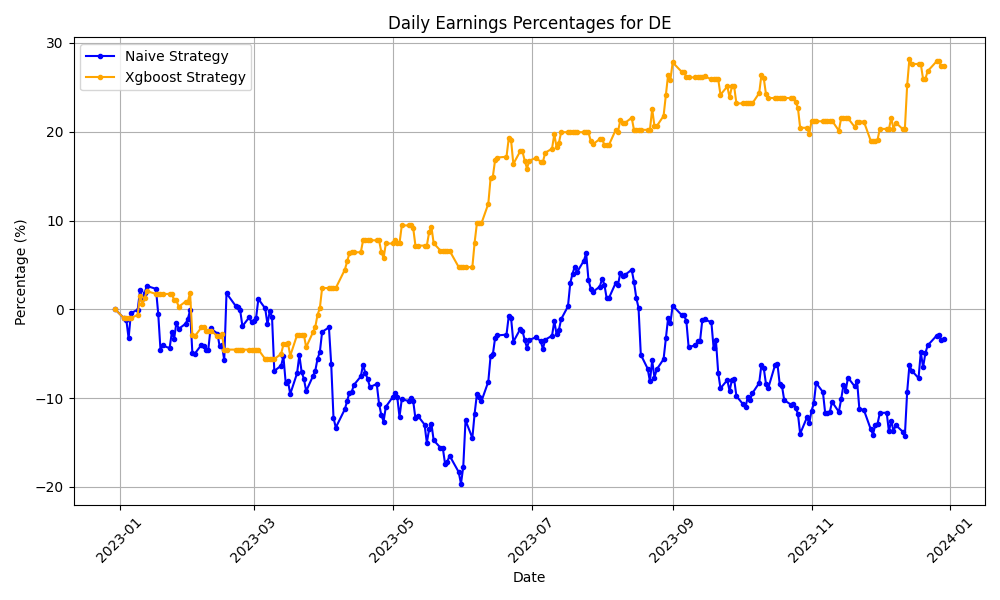 Daily Earnings Percentages for DE
Naive Strategy
Xgboost Strategy
Percentage (%)
30
20
10
0
−10
−20
2023-01
2023-03
2023-05
2023-07
2023-09
2023-11
2024-01
Date